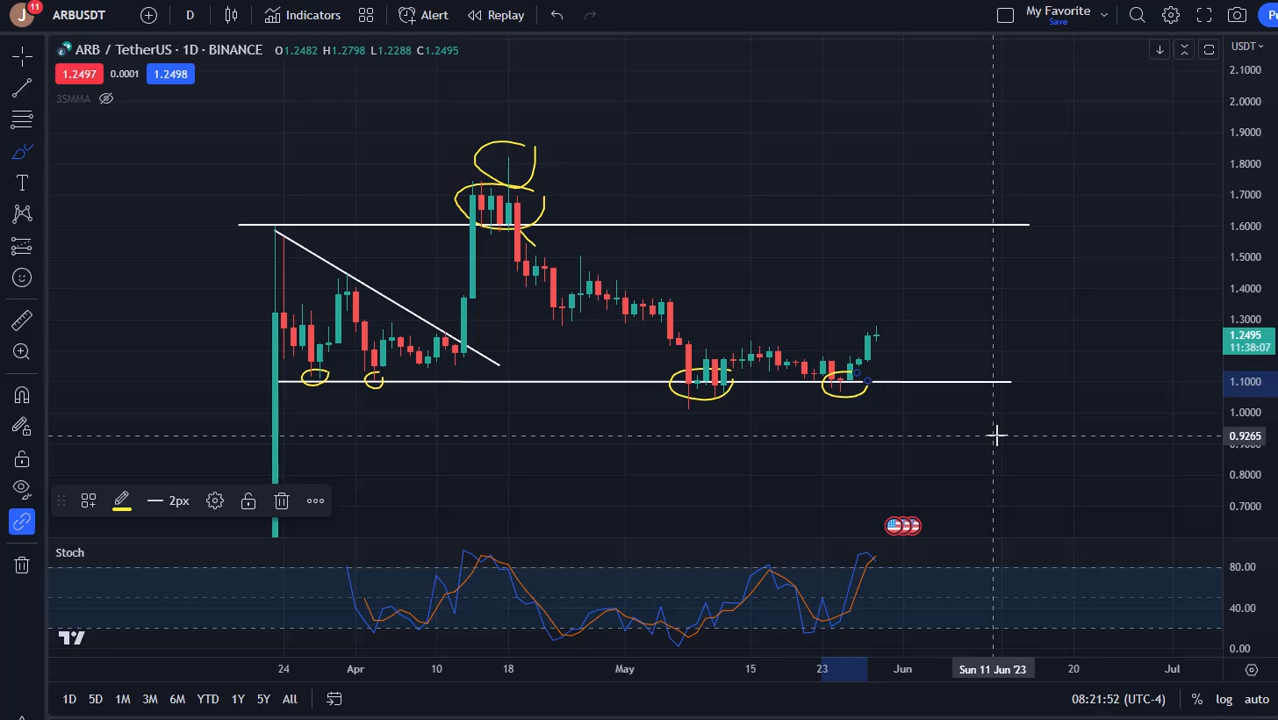 J 11 ARBUSDT D Indicators Alert Replay My Favorite Save Pu
ARB / TetherUS · 1D · BINANCE O1.2482 H1.2798 L1.2288 C1.2495 USDT
1.2497 0.0001 1.2498
3SMMA
2.1000
2.0000
1.9000
1.8000
1.7000
1.6000
1.5000
1.4000
1.3000
1.2495
11:38:07
1.1000
1.0000
0.9265
0.8000
0.7000
2px
Stoch
80.00
40.00
0.00
24 Apr 10 18 May 15 23 Jun Sun 11 Jun '23 20 Jul
1D 5D 1M 3M 6M YTD 1Y 5Y All 08:21:52 (UTC-4) % log auto